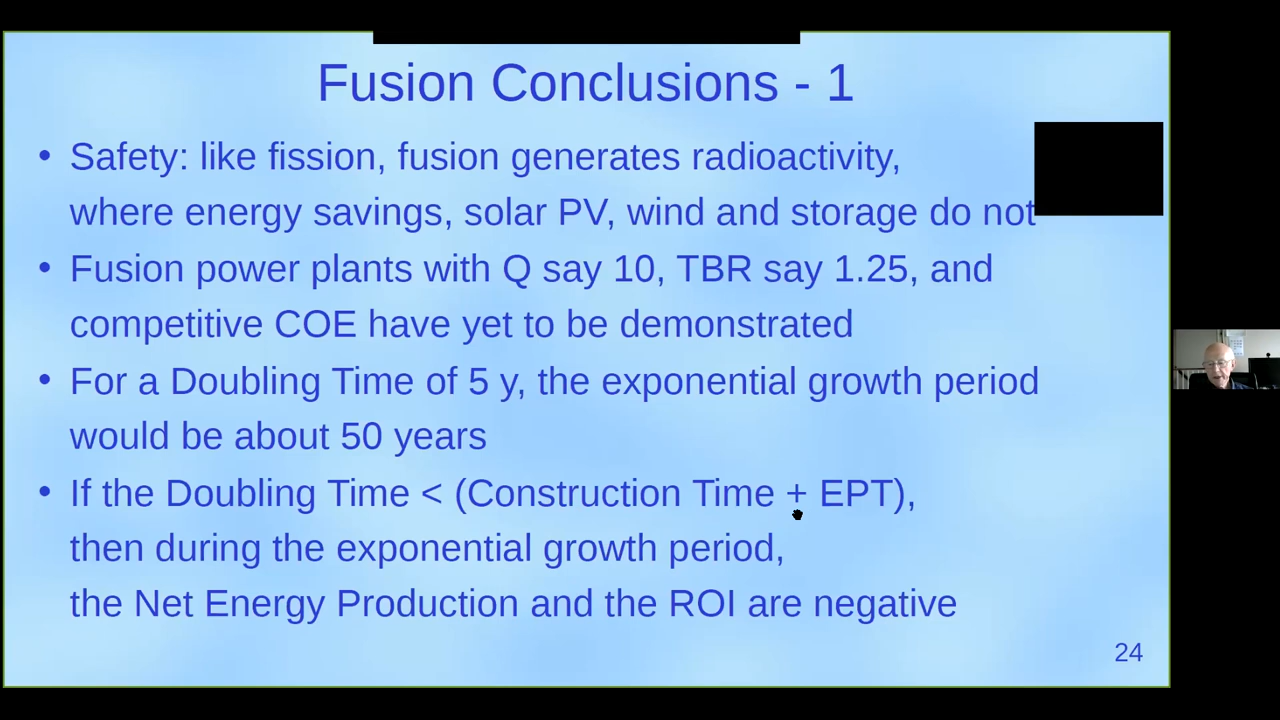 Fusion Conclusions - 1
• Safety: like fission, fusion generates radioactivity,
where energy savings, solar PV, wind and storage do not
• Fusion power plants with Q say 10, TBR say 1.25, and
competitive COE have yet to be demonstrated
• For a Doubling Time of 5 y, the exponential growth period
would be about 50 years
• If the Doubling Time < (Construction Time + EPT),
then during the exponential growth period,
the Net Energy Production and the ROI are negative
24